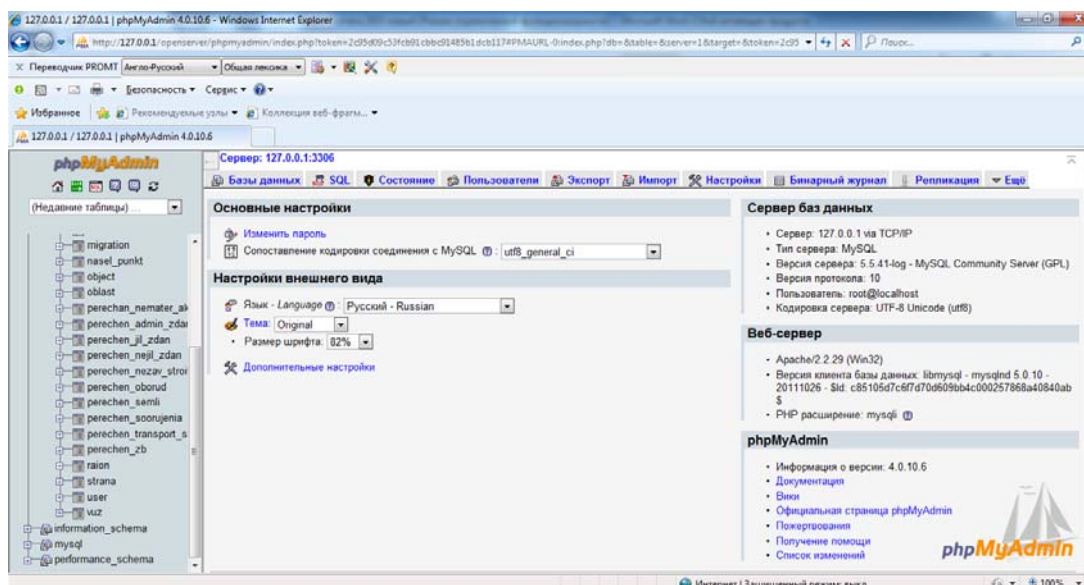 127.0.0.1 / 127.0.0.1 | phpMyAdmin 4.0.10.6 - Windows Internet Explorer
Поиск...
Переводчик PROMT Англо-Русский Общая лексика
Безопасность Сервис
Избранное Рекомендуемые узлы Коллекция веб-фрагм...
127.0.0.1 / 127.0.0.1 | phpMyAdmin 4.0.10.6
phpMyAdmin
(Недавние таблицы) ...
migration
nasel_punkt
object
oblast
perechan_nemater_ak
perechen_admin_zdai
perechen_jil_zdan
perechen_nejil_zdan
perechen_nezav_stroi
perechen_oborud
perechen_semli
perechen_soorujenia
perechen_transport_s
perechen_zb
raion
strana
user
vuz
information_schema
mysql
performance_schema
Сервер: 127.0.0.1:3306
Базы данных SQL Состояние Пользователи Экспорт Импорт Настройки Бинарный журнал Репликация Ещё
Основные настройки
Изменить пароль
Сопоставление кодировки соединения с MySQL : utf8_general_ci
Настройки внешнего вида
Язык - Language : Русский - Russian
Тема: Original
Размер шрифта: 82%
Дополнительные настройки
Сервер баз данных
Сервер: 127.0.0.1 via TCP/IP
Тип сервера: MySQL
Версия сервера: 5.5.41-log - MySQL Community Server (GPL)
Версия протокола: 10
Пользователь: root@localhost
Кодировка сервера: UTF-8 Unicode (utf8)
Веб-сервер
Apache/2.2.29 (Win32)
Версия клиента базы данных: libmysql - mysqlnd 5.0.10 -
20111026 - $Id: c85105d7c6f7d70d609bb4c000257868a40840ab
$
PHP расширение: mysqli
phpMyAdmin
Информация о версии: 4.0.10.6
Документация
Вики
Официальная страница phpMyAdmin
Пожертвования
Получение помощи
Список изменений
phpMyAdmin
100%